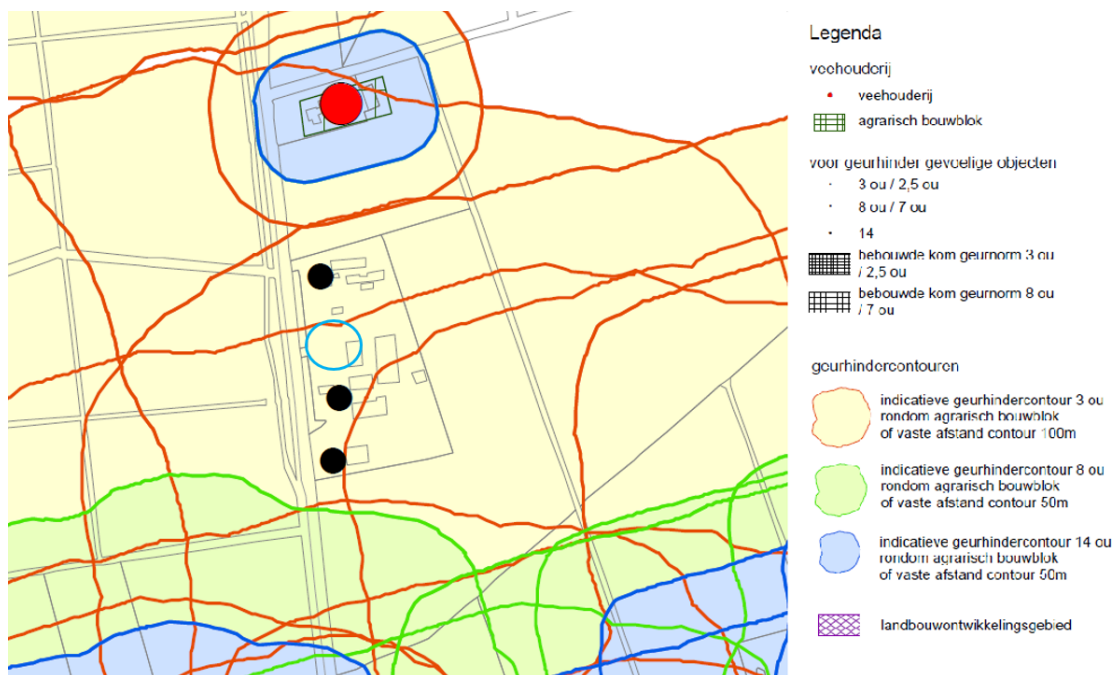 Legenda
veehouderij
veehouderij
agrarisch bouwblok
voor geurhinder gevoelige objecten
3 ou / 2,5 ou
8 ou / 7 ou
14
bebouwde kom geurnorm 3 ou
/ 2,5 ou
bebouwde kom geurnorm 8 ou
/ 7 ou
geurhindercontouren
indicatieve geurhindercontour 3 ou
rondom agrarisch bouwblok
of vaste afstand contour 100m
indicatieve geurhindercontour 8 ou
rondom agrarisch bouwblok
of vaste afstand contour 50m
indicatieve geurhindercontour 14 ou
rondom agrarisch bouwblok
of vaste afstand contour 50m
landbouwontwikkelingsgebied